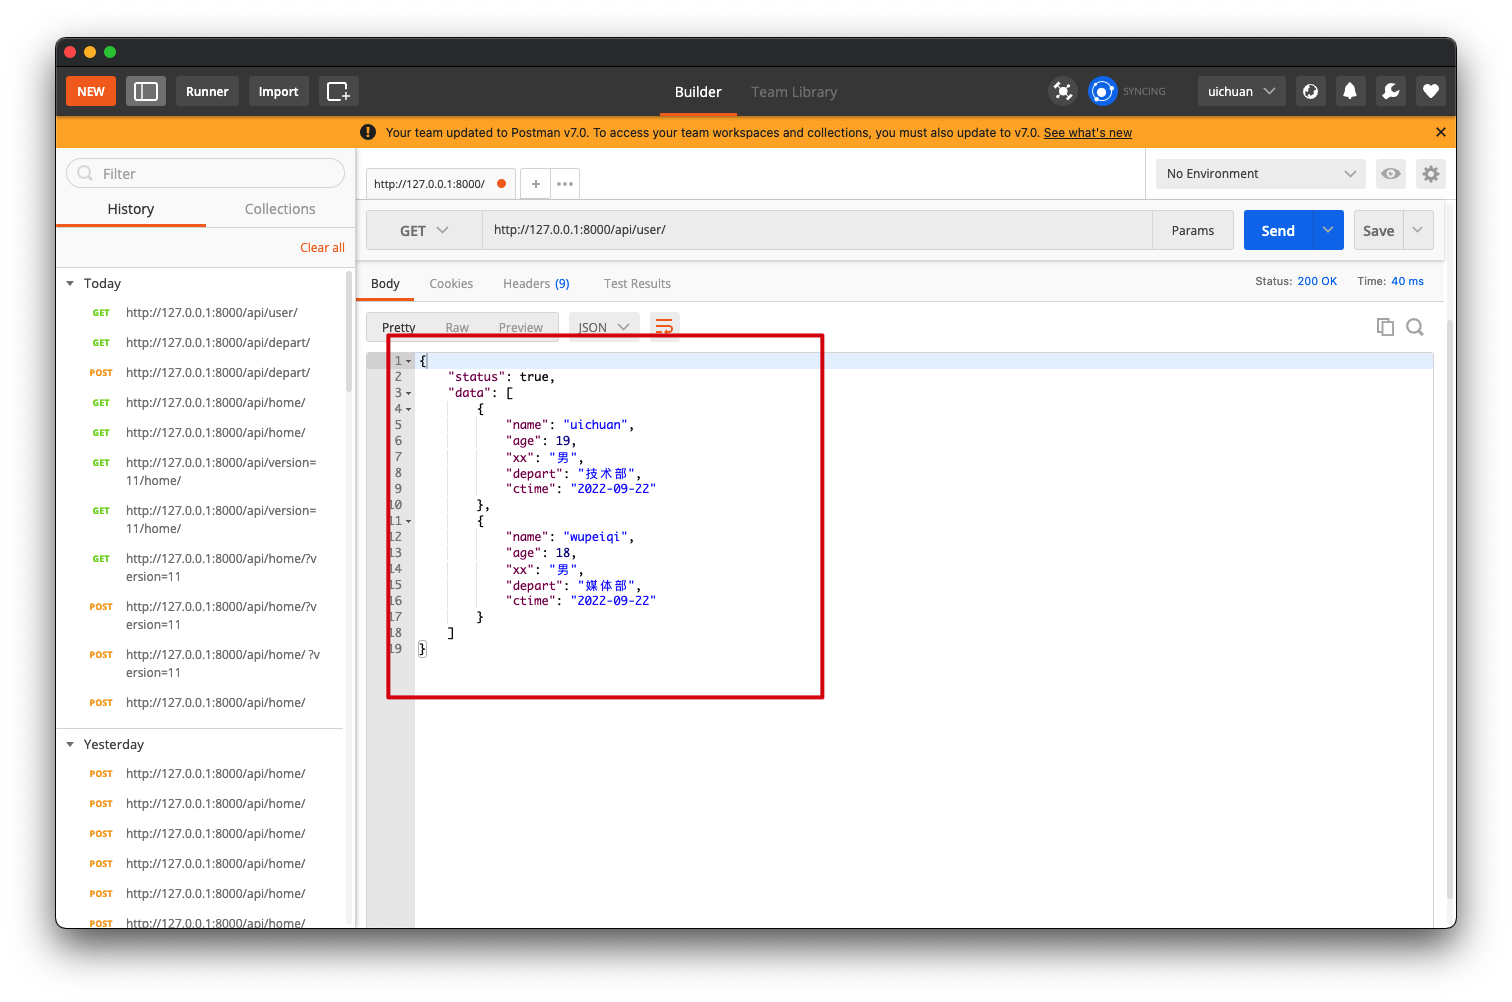 NEW
Runner
Import
Builder
Team Library
SYNCING
uichuan
Your team updated to Postman v7.0. To access your team workspaces and collections, you must also update to v7.0. See what's new
Filter
History
Collections
Clear all
Today
GET http://127.0.0.1:8000/api/user/
GET http://127.0.0.1:8000/api/depart/
POST http://127.0.0.1:8000/api/depart/
GET http://127.0.0.1:8000/api/home/
GET http://127.0.0.1:8000/api/home/
GET http://127.0.0.1:8000/api/version=
11/home/
GET http://127.0.0.1:8000/api/version=
11/home/
GET http://127.0.0.1:8000/api/home/?v
ersion=11
POST http://127.0.0.1:8000/api/home/?v
ersion=11
POST http://127.0.0.1:8000/api/home/ ?v
ersion=11
POST http://127.0.0.1:8000/api/home/
Yesterday
POST http://127.0.0.1:8000/api/home/
POST http://127.0.0.1:8000/api/home/
POST http://127.0.0.1:8000/api/home/
POST http://127.0.0.1:8000/api/home/
POST http://127.0.0.1:8000/api/home/
POST http://127.0.0.1:8000/api/home/
http://127.0.0.1:8000/
No Environment
GET
http://127.0.0.1:8000/api/user/
Params
Send
Save
Body
Cookies
Headers (9)
Test Results
Status: 200 OK
Time: 40 ms
Pretty
Raw
Preview
JSON
1 {
2 "status": true,
3 "data": [
4 {
5 "name": "uichuan",
6 "age": 19,
7 "xx": "男",
8 "depart": "技术部",
9 "ctime": "2022-09-22"
10 },
11 {
12 "name": "wupeiqi",
13 "age": 18,
14 "xx": "男",
15 "depart": "媒体部",
16 "ctime": "2022-09-22"
17 }
18 ]
19 }